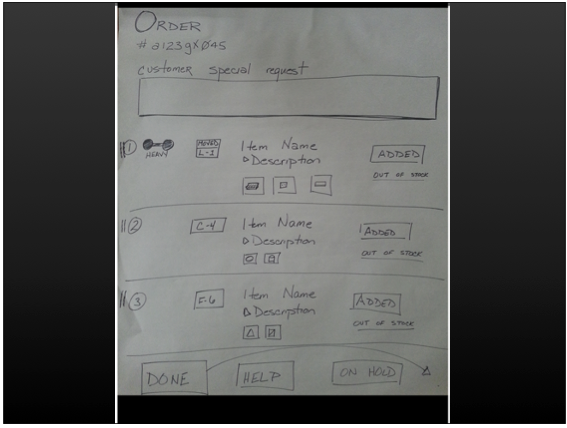 ORDER
# a123gX045
customer special request
1
HEAVY
MOVED
L-1
Item Name
Description
ADDED
OUT OF STOCK
2
C-4
Item Name
Description
ADDED
OUT OF STOCK
3
F-6
Item Name
Description
ADDED
OUT OF STOCK
DONE
HELP
ON HOLD